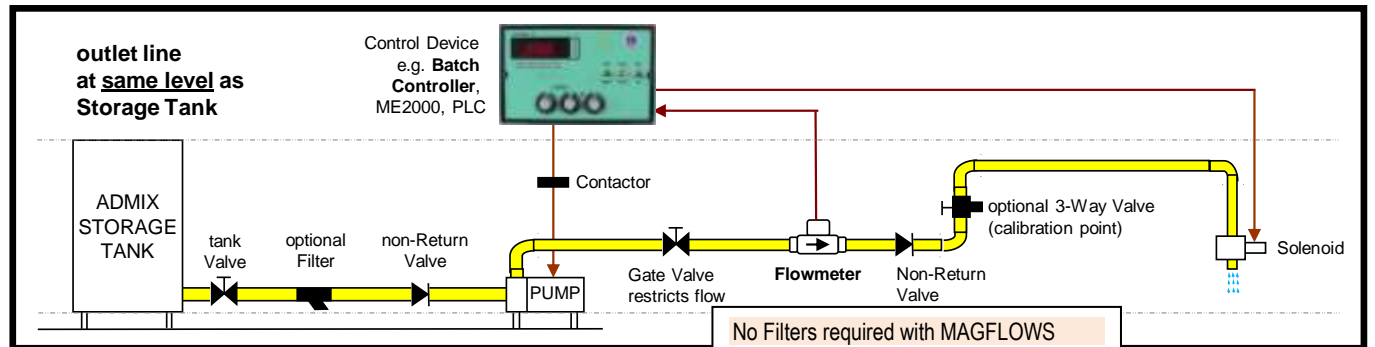 outlet line
at same level as
Storage Tank
Control Device
e.g. Batch
Controller,
ME2000, PLC
Contactor
ADMIX
STORAGE
TANK
tank
Valve
optional
Filter
non-Return
Valve
PUMP
Gate Valve
restricts flow
Flowmeter
Non-Return
Valve
optional 3-Way Valve
(calibration point)
Solenoid
No Filters required with MAGFLOWS